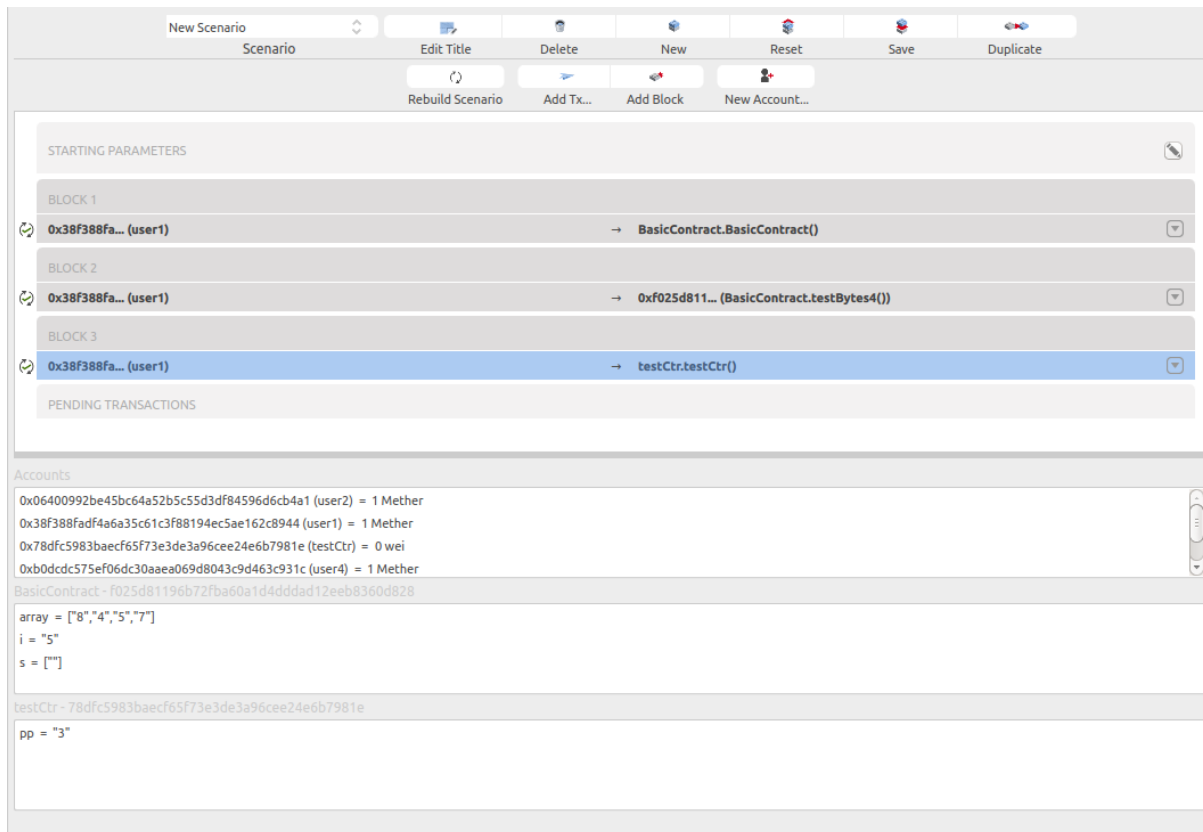 New Scenario
Scenario Edit Title Delete New Reset Save Duplicate
Rebuild Scenario Add Tx... Add Block New Account...
STARTING PARAMETERS
BLOCK 1
0x38f388fa... (user1) → BasicContract.BasicContract()
BLOCK 2
0x38f388fa... (user1) → 0xf025d811... (BasicContract.testBytes4())
BLOCK 3
0x38f388fa... (user1) → testCtr.testCtr()
PENDING TRANSACTIONS
Accounts
0x06400992be45bc64a52b5c55d3df84596d6cb4a1 (user2) = 1 Mether
0x38f388fadf4a6a35c61c3f88194ec5ae162c8944 (user1) = 1 Mether
0x78dfc5983baecf65f73e3de3a96cee24e6b7981e (testCtr) = 0 wei
0xb0dcdc575ef06dc30aaea069d8043c9d463c931c (user4) = 1 Mether
BasicContract - f025d81196b72fba60a1d4dddad12eeb8360d828
array = ["8","4","5","7"]
i = "5"
s = [""]
testCtr - 78dfc5983baecf65f73e3de3a96cee24e6b7981e
pp = "3"